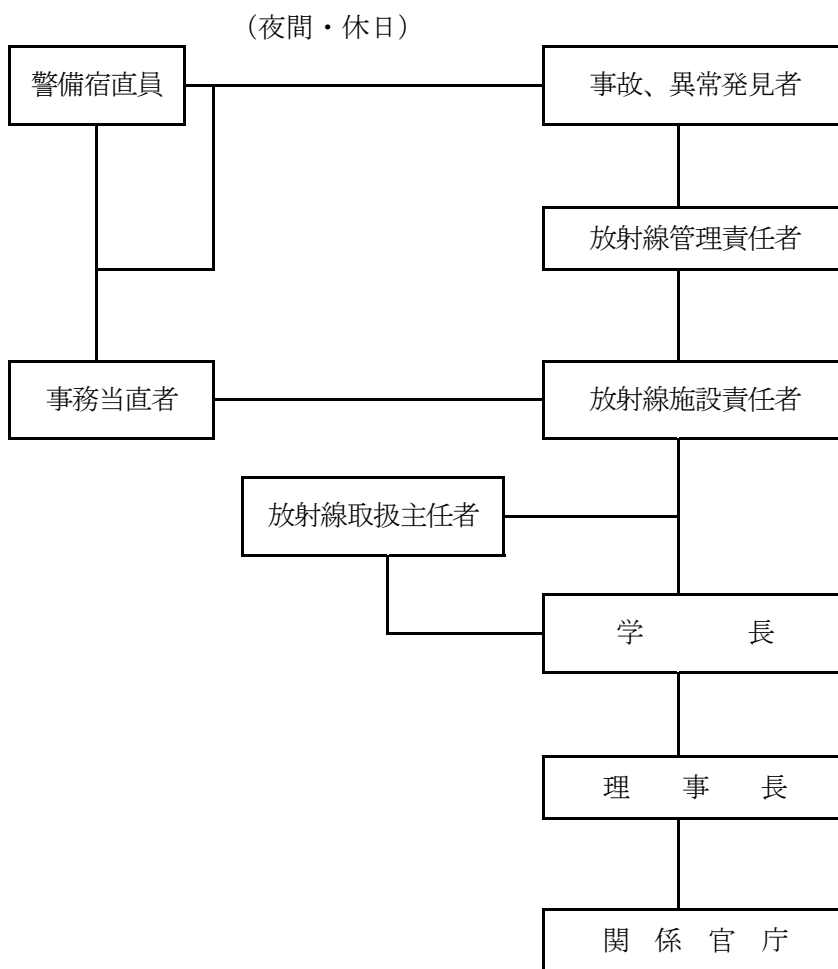 (夜間・休日)
警備宿直員
事故、異常発見者
放射線管理責任者
事務当直者
放射線施設責任者
放射線取扱主任者
学 長
理 事 長
関 係 官 庁